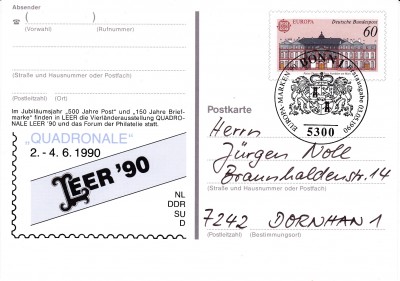 Absender
(Vorwahl) (Rufnummer)
(Straße und Hausnummer oder Postfach)
(Postleitzahl) (Ort)
Im Jubiläumsjahr „500 Jahre Post" und „150 Jahre Brief-
marke" finden in LEER die Vierländerausstellung QUADRO-
NALE LEER '90 und das Forum der Philatelie statt.
„QUADRONALE"
2. - 4. 6. 1990
LEER '90
NL
DDR
SU
D
EUROPA Deutsche Bundespost
60
BONN 1
EUROPA-MARKEN
5300
Postkarte
Herrn
Jürgen Noll
Braunhaldenstr. 14
(Straße und Hausnummer oder Postfach)
7242 DORNHAN 1
(Postleitzahl) (Bestimmungsort)